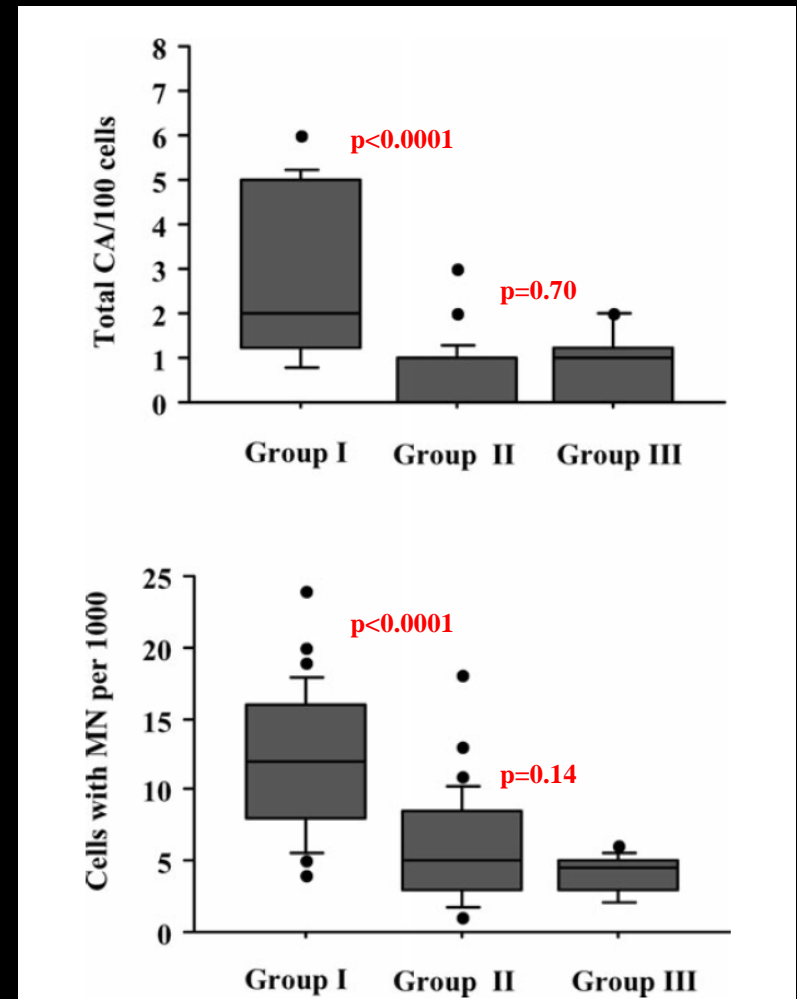 8
7
6
p<0.0001
5
4
3
p=0.70
2
1
0
Total CA/100 cells
Group I Group II Group III
25
p<0.0001
20
15
p=0.14
10
5
0
Cells with MN per 1000
Group I Group II Group III